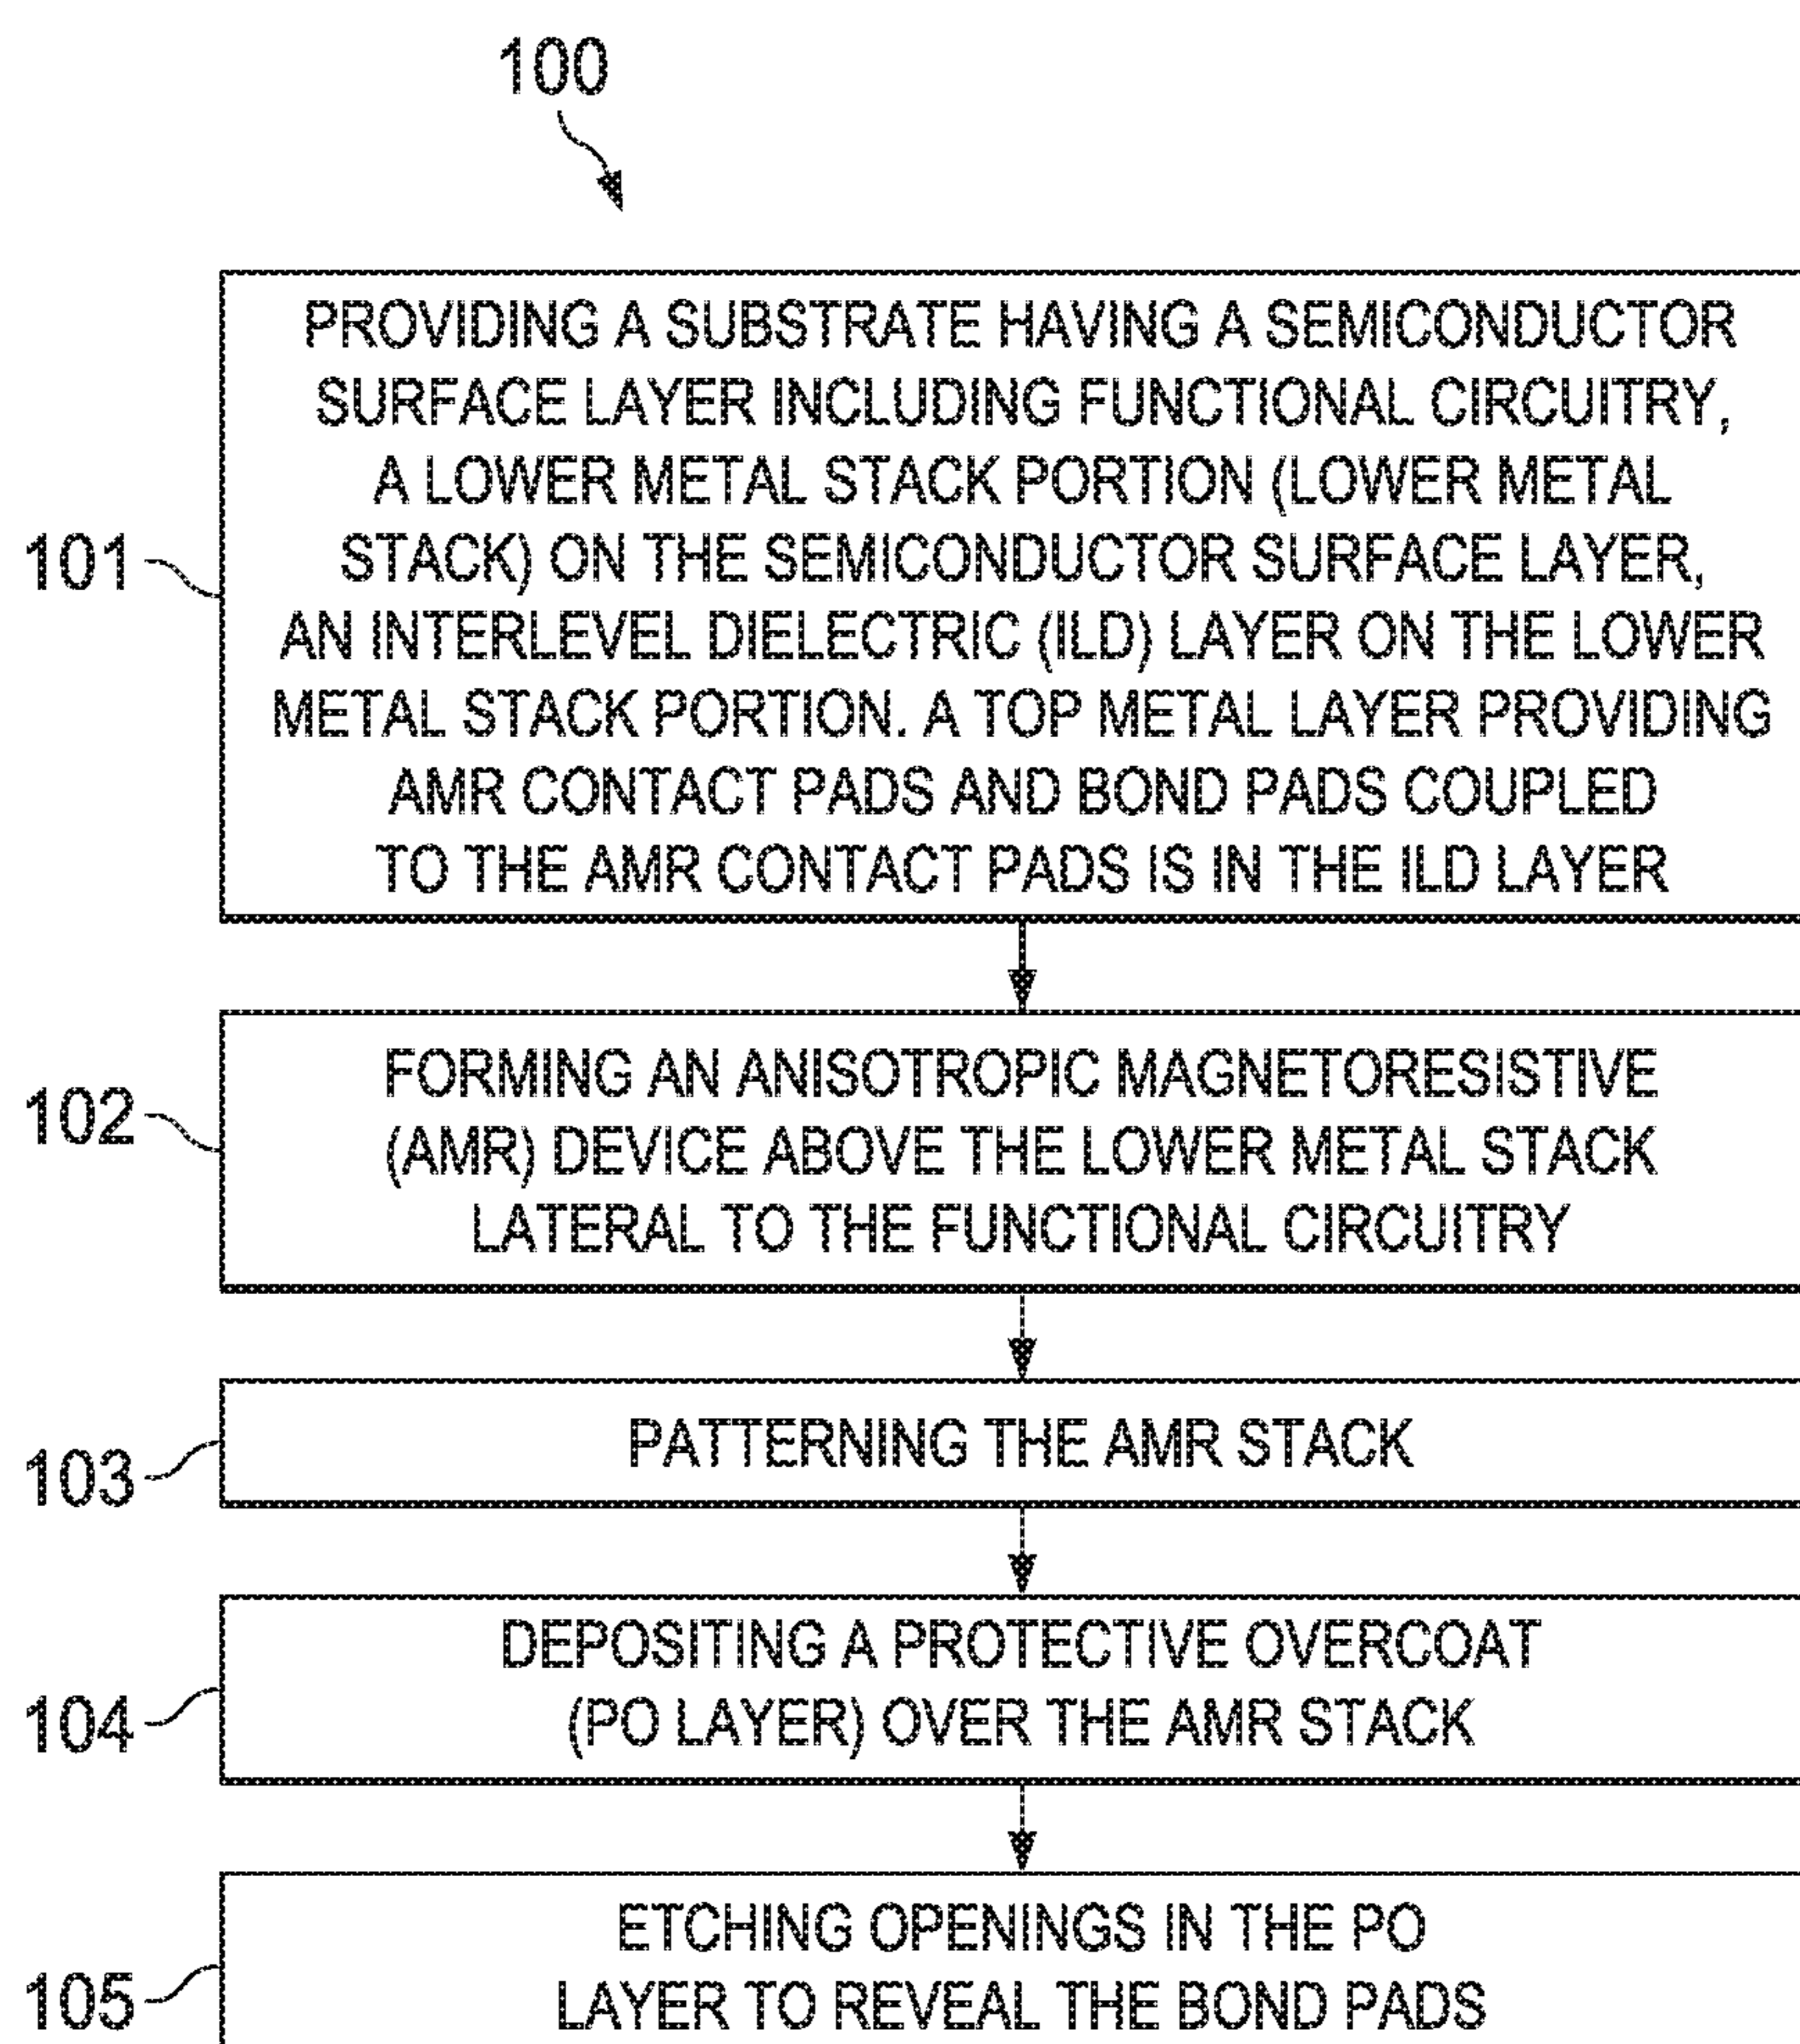 100
101
PROVIDING A SUBSTRATE HAVING A SEMICONDUCTOR
SURFACE LAYER INCLUDING FUNCTIONAL CIRCUITRY,
A LOWER METAL STACK PORTION (LOWER METAL
STACK) ON THE SEMICONDUCTOR SURFACE LAYER,
AN INTERLEVEL DIELECTRIC (ILD) LAYER ON THE LOWER
METAL STACK PORTION. A TOP METAL LAYER PROVIDING
AMR CONTACT PADS AND BOND PADS COUPLED
TO THE AMR CONTACT PADS IS IN THE ILD LAYER
102
FORMING AN ANISOTROPIC MAGNETORESISTIVE
(AMR) DEVICE ABOVE THE LOWER METAL STACK
LATERAL TO THE FUNCTIONAL CIRCUITRY
103
PATTERNING THE AMR STACK
104
DEPOSITING A PROTECTIVE OVERCOAT
(PO LAYER) OVER THE AMR STACK
105
ETCHING OPENINGS IN THE PO
LAYER TO REVEAL THE BOND PADS